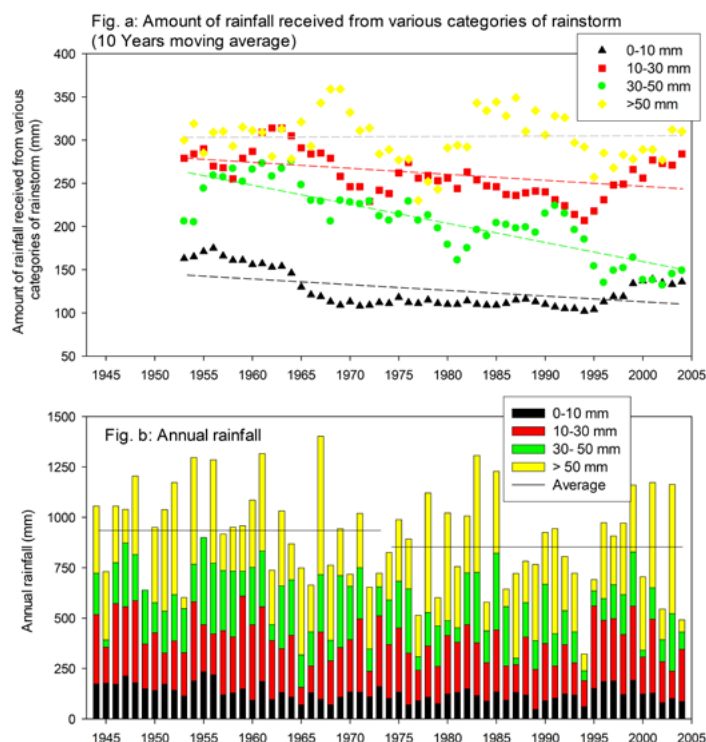 Fig. a: Amount of rainfall received from various categories of rainstorm
(10 Years moving average)
0-10 mm
10-30 mm
30-50 mm
>50 mm
Amount of rainfall received from various
categories of rainstorm (mm)
400
350
300
250
200
150
100
50
1945 1950 1955 1960 1965 1970 1975 1980 1985 1990 1995 2000 2005
Fig. b: Annual rainfall
0-10 mm
10-30 mm
30- 50 mm
> 50 mm
Average
Annual rainfall (mm)
1500
1250
1000
750
500
250
0
1945 1950 1955 1960 1965 1970 1975 1980 1985 1990 1995 2000 2005